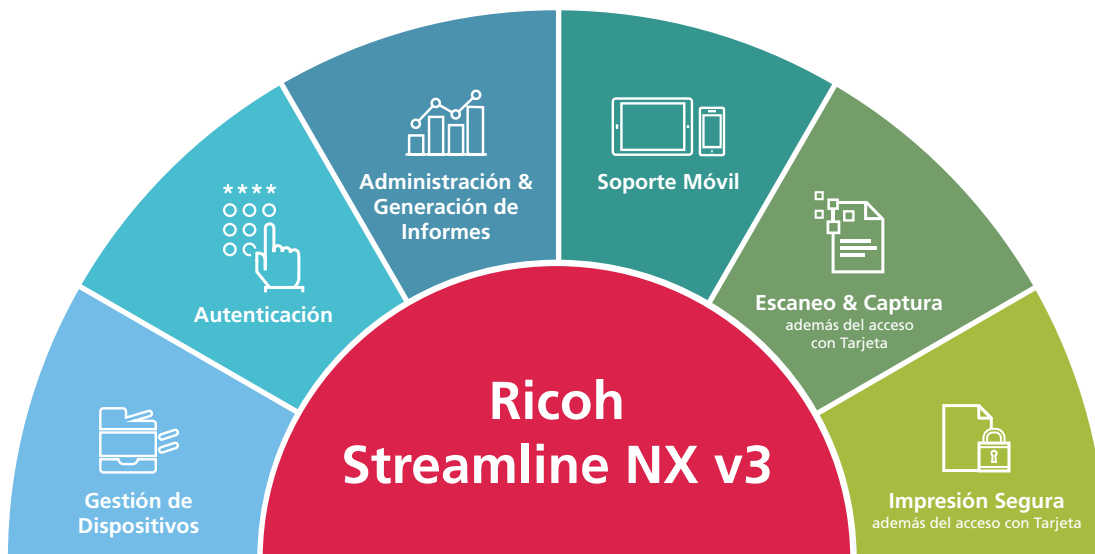 Gestión de
Dispositivos
****
Autenticación
Administración &
Generación de
Informes
Soporte Móvil
Escaneo & Captura
además del acceso
con Tarjeta
Impresión Segura
además del acceso con Tarjeta
Ricoh
Streamline NX v3